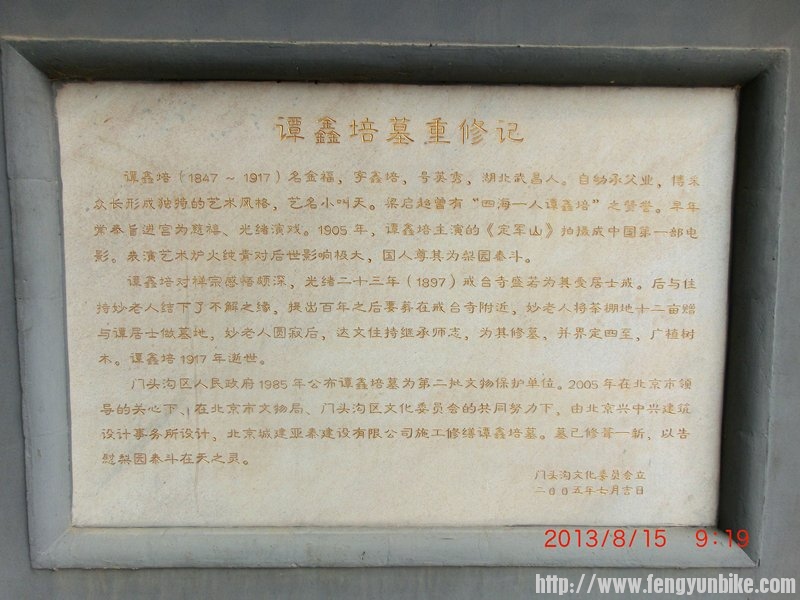 谭鑫培墓重修记
谭鑫培（1847～1917）名金福，字鑫培，号英秀，湖北武昌人。自幼承父业，博采
众长形成独特的艺术风格，艺名小叫天。梁启超曾有“四海一人谭鑫培”之赞誉。早年
常奉旨进宫为慈禧、光绪演戏。1905年，谭鑫培主演的《定军山》拍摄成中国第一部电
影。表演艺术炉火纯青对后世影响极大，国人尊其为梨园泰斗。
谭鑫培对禅宗感悟颇深，光绪二十三年（1897）戒台寺盛若为其受居士戒。后与住
持妙老人结下了不解之缘，提出百年之后要葬在戒台寺附近，妙老人将茶棚地十二亩赠
与谭居士做墓地，妙老人圆寂后，达文住持继承师志，为其修墓，并界定四至，广植树
木。谭鑫培1917年逝世。
门头沟区人民政府1985年公布谭鑫培墓为第二批文物保护单位。2005年在北京市领
导的关心下、在北京市文物局、门头沟区文化委员会的共同努力下，由北京兴中兴建筑
设计事务所设计，北京城建亚泰建设有限公司施工修缮谭鑫培墓。墓已修葺一新，以告
慰梨园泰斗在天之灵。
门头沟文化委员会立
二００五年七月吉日
2013/8/15 9:19
http://www.fengyunbike.com